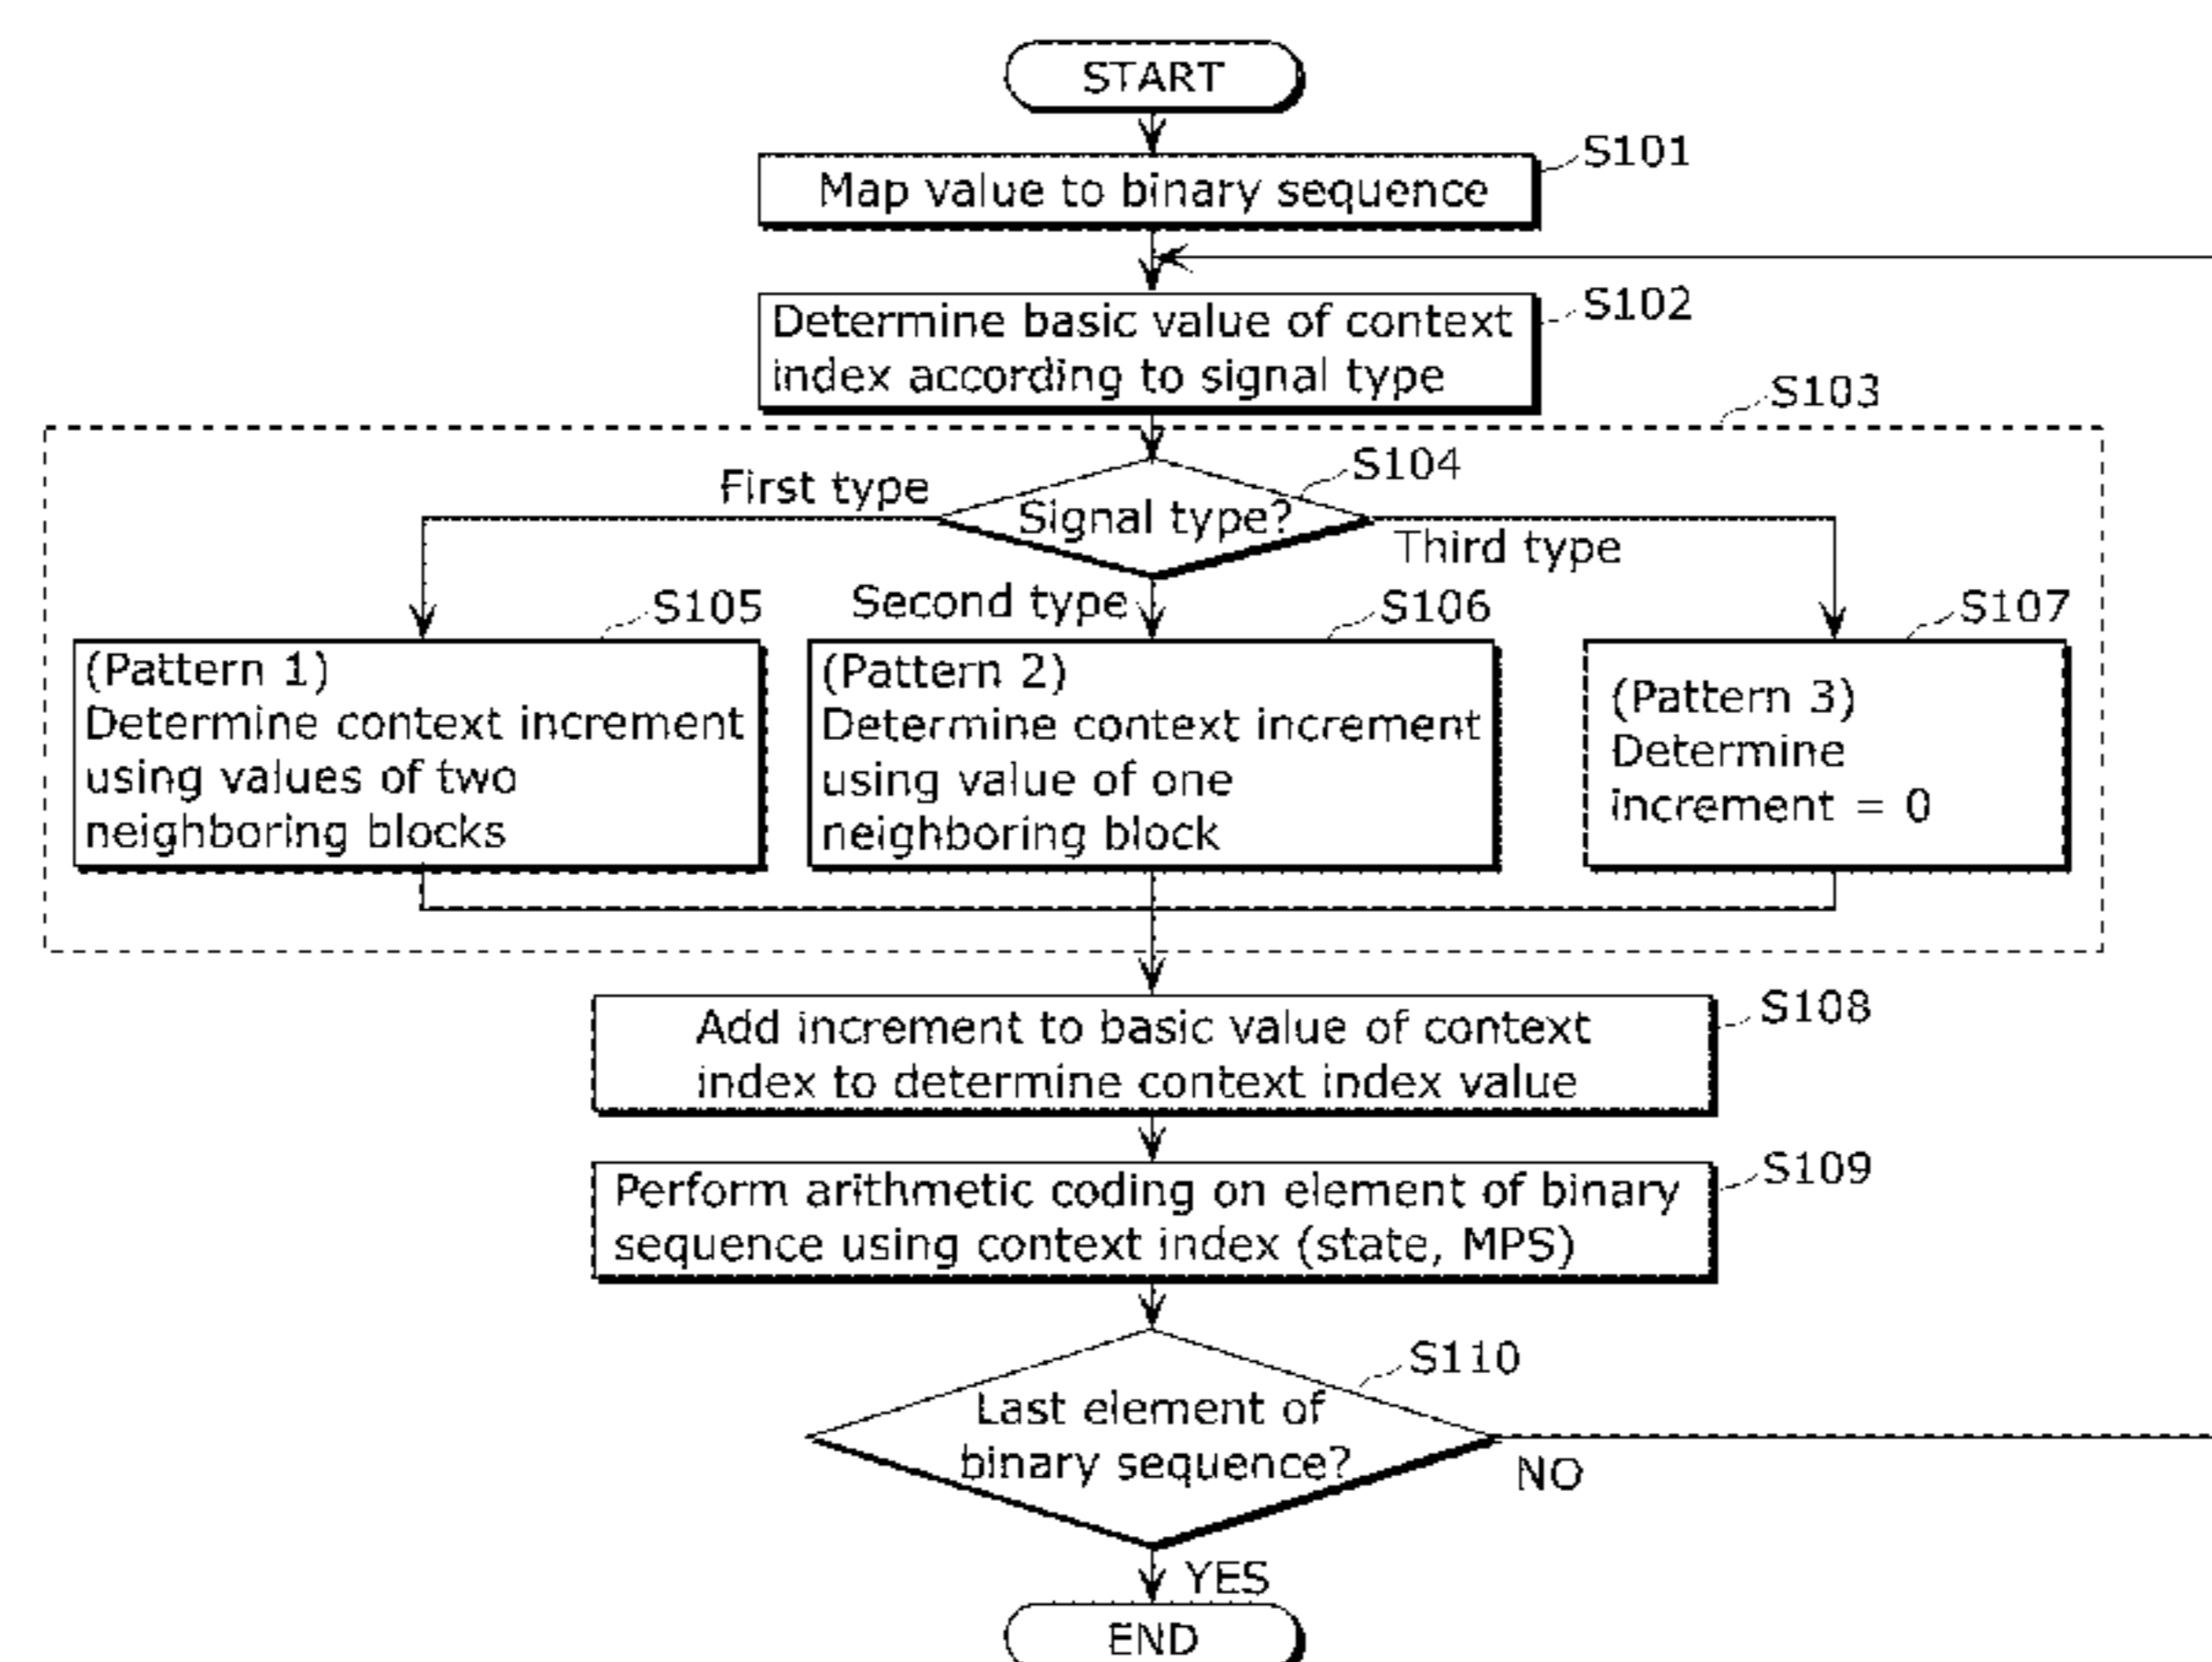 START
S101
Map value to binary sequence
S102
Determine basic value of context
index according to signal type
S103
S104
First type
Signal type?
Third type
Second type
S105
S106
S107
(Pattern 1)
Determine context increment
using values of two
neighboring blocks
(Pattern 2)
Determine context increment
using value of one
neighboring block
(Pattern 3)
Determine
increment = 0
S108
Add increment to basic value of context
index to determine context index value
S109
Perform arithmetic coding on element of binary
sequence using context index (state, MPS)
S110
Last element of
binary sequence?
NO
YES
END